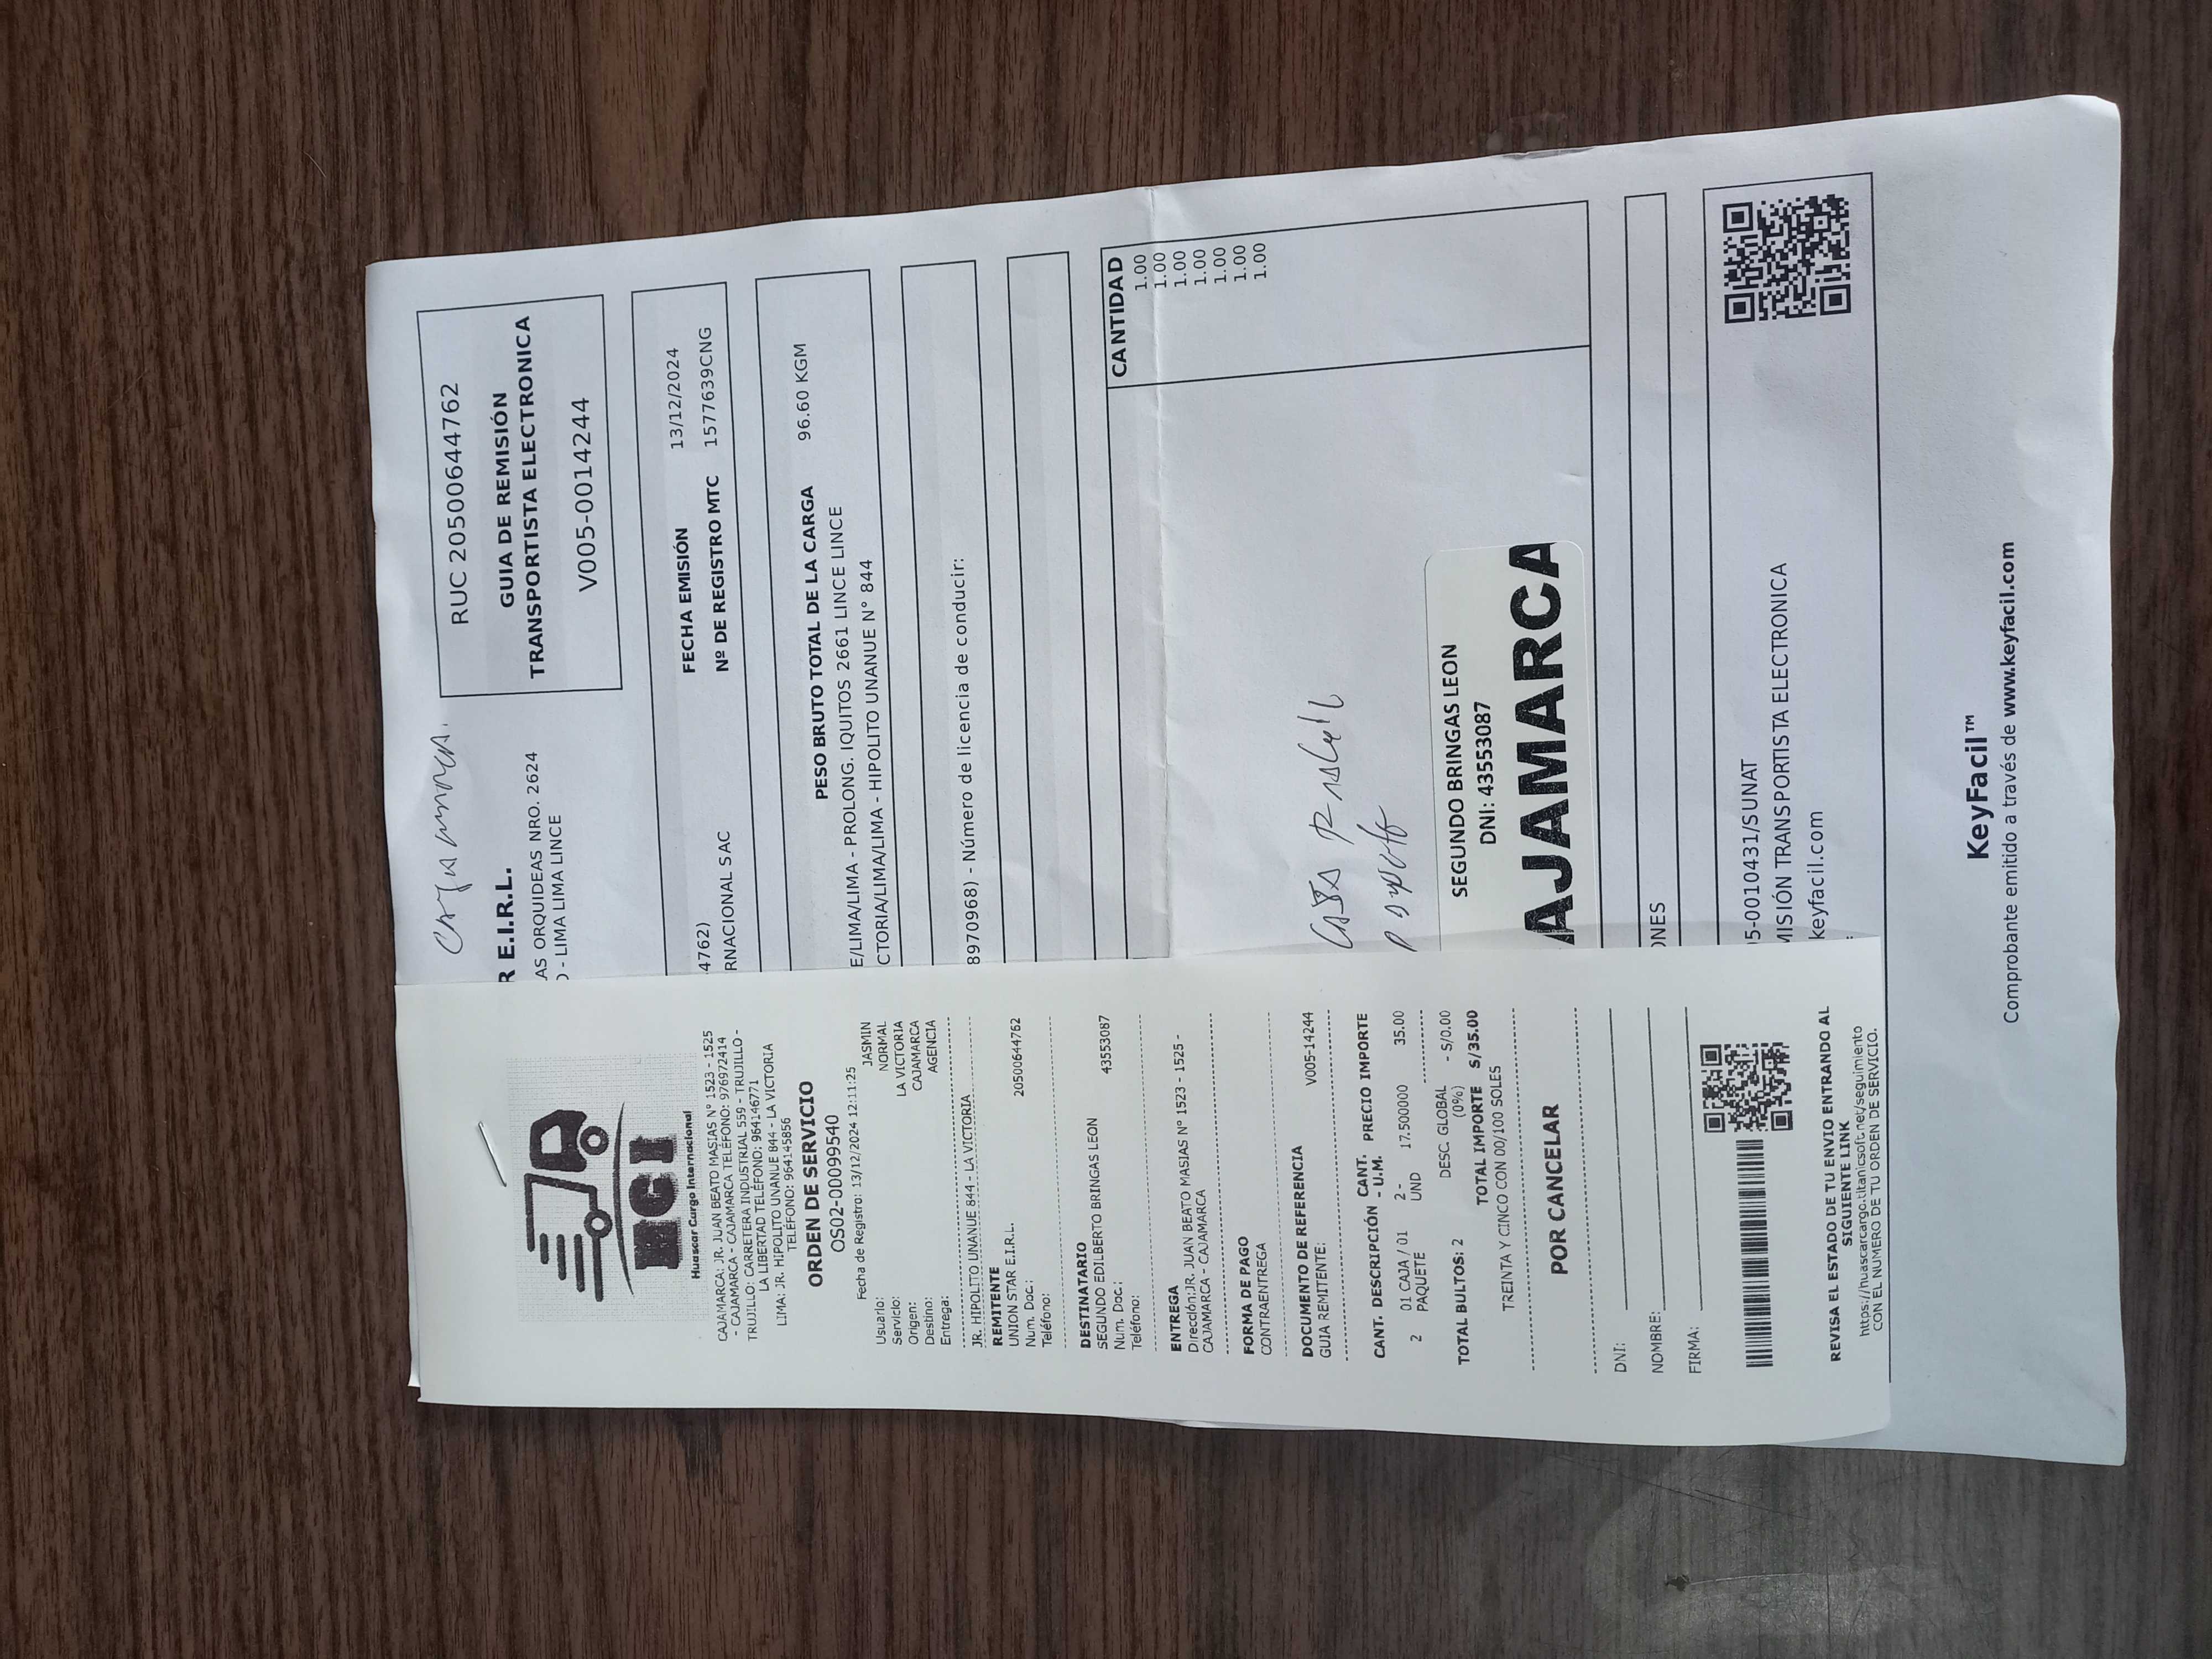 HCI
Huascar Cargo Internacional
CAJAMARCA: JR. JUAN BEATO MASIAS Nº 1523 - 1525
- CAJAMARCA - CAJAMARCA TELÉFONO: 976972414
TRUJILLO: CARRETERA INDUSTRIAL 559 - TRUJILLO -
LA LIBERTAD TELÉFONO: 964146771
LIMA: JR. HIPOLITO UNANUE 844 - LA VICTORIA
TELÉFONO: 964145856
ORDEN DE SERVICIO
OS02-00099540
Fecha de Registro: 13/12/2024 12:11:25
Usuario: JASMIN
Servicio: NORMAL
Origen: LA VICTORIA
Destino: CAJAMARCA
Entrega: AGENCIA
JR. HIPOLITO UNANUE 844 - LA VICTORIA
REMITENTE
UNION STAR E.I.R.L.
Num. Doc.: 20500644762
Teléfono:
DESTINATARIO
SEGUNDO EDILBERTO BRINGAS LEON
Num. Doc.: 43553087
Teléfono:
ENTREGA
Dirección:JR. JUAN BEATO MASIAS Nº 1523 - 1525 -
CAJAMARCA - CAJAMARCA
FORMA DE PAGO
CONTRAENTREGA
DOCUMENTO DE REFERENCIA
GUIA REMITENTE: V005-14244
CANT. DESCRIPCIÓN CANT. PRECIO IMPORTE
- U.M.
2 01 CAJA / 01 2 - 17.500000 35.00
PAQUETE UND
DESC. GLOBAL - S/0.00
(0%)
TOTAL BULTOS: 2 TOTAL IMPORTE S/35.00
TREINTA Y CINCO CON 00/100 SOLES
POR CANCELAR
DNI:
NOMBRE:
FIRMA:
REVISA EL ESTADO DE TU ENVIO ENTRANDO AL
SIGUIENTE LINK
https://huascarcargo.titanicsoft.net/seguimiento
CON EL NUMERO DE TU ORDEN DE SERVICIO.
Cajamarca.
R E.I.R.L.
AS ORQUIDEAS NRO. 2624
O - LIMA LIMA LINCE
RUC 20500644762
GUIA DE REMISIÓN
TRANSPORTISTA ELECTRONICA
V005-0014244
FECHA EMISIÓN 13/12/2024
4762) Nº DE REGISTRO MTC 1577639CNG
RNACIONAL SAC
PESO BRUTO TOTAL DE LA CARGA 96.60 KGM
E/LIMA/LIMA - PROLONG. IQUITOS 2661 LINCE LINCE
CTORIA/LIMA/LIMA - HIPOLITO UNANUE N° 844
8970968) - Número de licencia de conducir:
CANTIDAD
1.00
1.00
1.00
1.00
1.00
1.00
1.00
SEGUNDO BRINGAS LEON
DNI: 43553087
AJAMARCA
ONES
5-00010431/SUNAT
MISIÓN TRANSPORTISTA ELECTRONICA
keyfacil.com
KeyFacil™
Comprobante emitido a través de www.keyfacil.com